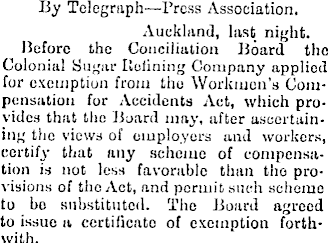 By Telegraph—Press Association.
Auckland, last night.
Before the Conciliation Board the
Colonial Sugar Refining Company applied
for exemption from the Workmen's Com-
pensation for Accidents Act, which pro-
vides that the Board may, after ascertain-
ing the views of employers and workers,
certify that any scheme of compensa-
tion is not less favorable than the pro-
visions of the Act, and permit such scheme
to be substituted. The Board agreed
to issue a certificate of exemption forth-
with.